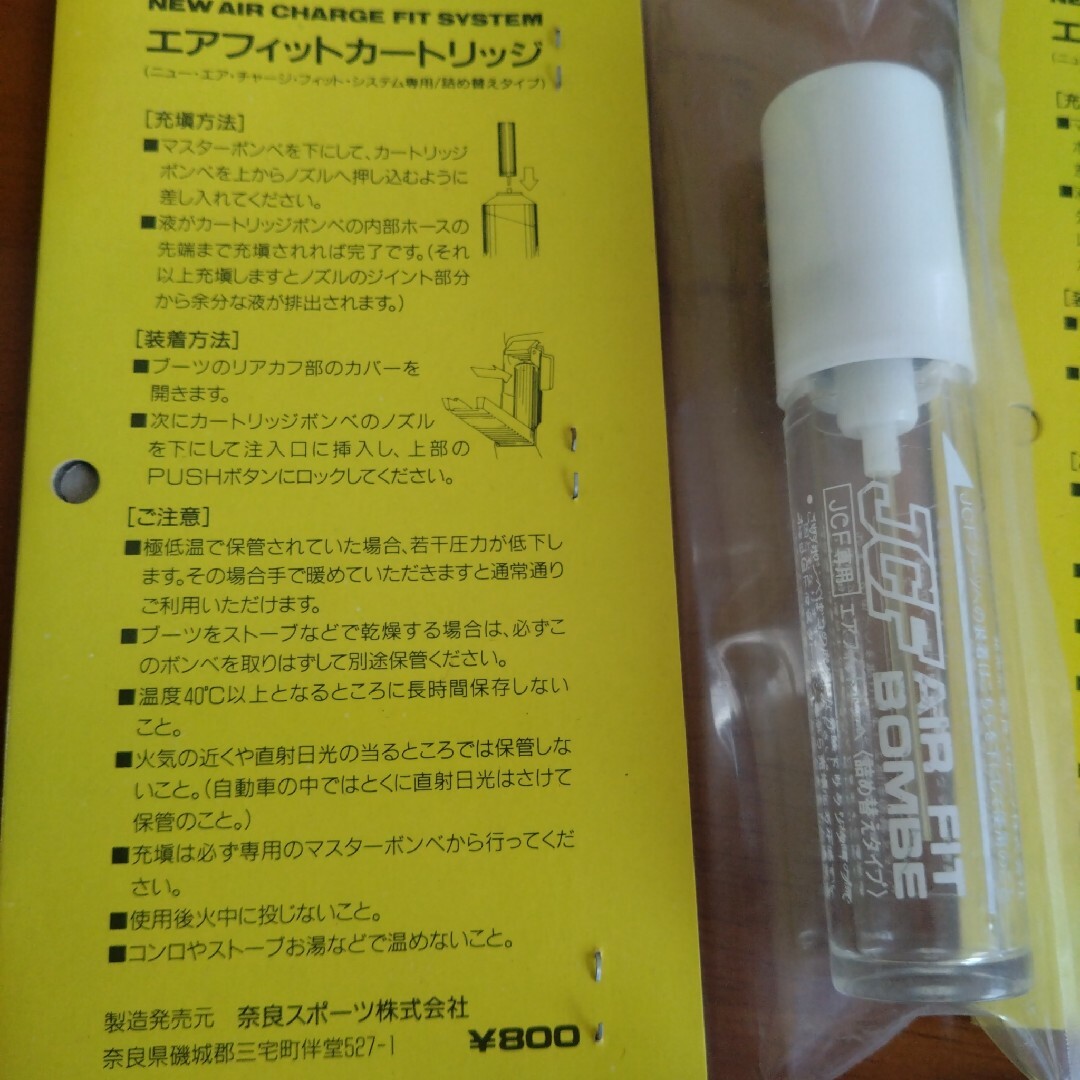 NEW AIR CHARGE FIT SYSTEM
エアフィットカートリッジ
(ニュー・エア・チャージ・フィット・システム専用/詰め替えタイプ)
[充塡方法]
■マスターボンベを下にして、カートリッジ
ボンベを上からノズルへ押し込むように
差し入れてください。
■液がカートリッジボンベの内部ホースの
先端まで充塡されれば完了です。(それ
以上充塡しますとノズルのジイント部分
から余分な液が排出されます。)
[装着方法]
■ブーツのリアカフ部のカバーを
開きます。
■次にカートリッジボンベのノズル
を下にして注入口に挿入し、上部の
PUSHボタンにロックしてください。
[ご注意]
■極低温で保管されていた場合、若干圧力が低下し
ます。その場合手で暖めていただきますと通常通り
ご利用いただけます。
■ブーツをストーブなどで乾燥する場合は、必ずこ
のボンベを取りはずして別途保管ください。
■温度40℃以上となるところに長時間保存しない
こと。
■火気の近くや直射日光の当るところでは保管しな
いこと。(自動車の中ではとくに直射日光はさけて
保管のこと。)
■充塡は必ず専用のマスターボンベから行ってくだ
さい。
■使用後火中に投じないこと。
■コンロやストーブお湯などで温めないこと。
製造発売元 奈良スポーツ株式会社
奈良県磯城郡三宅町伴堂527-1
¥800
JCF AIR FIT
BOMBE
JCF専用
(詰め替えタイプ)